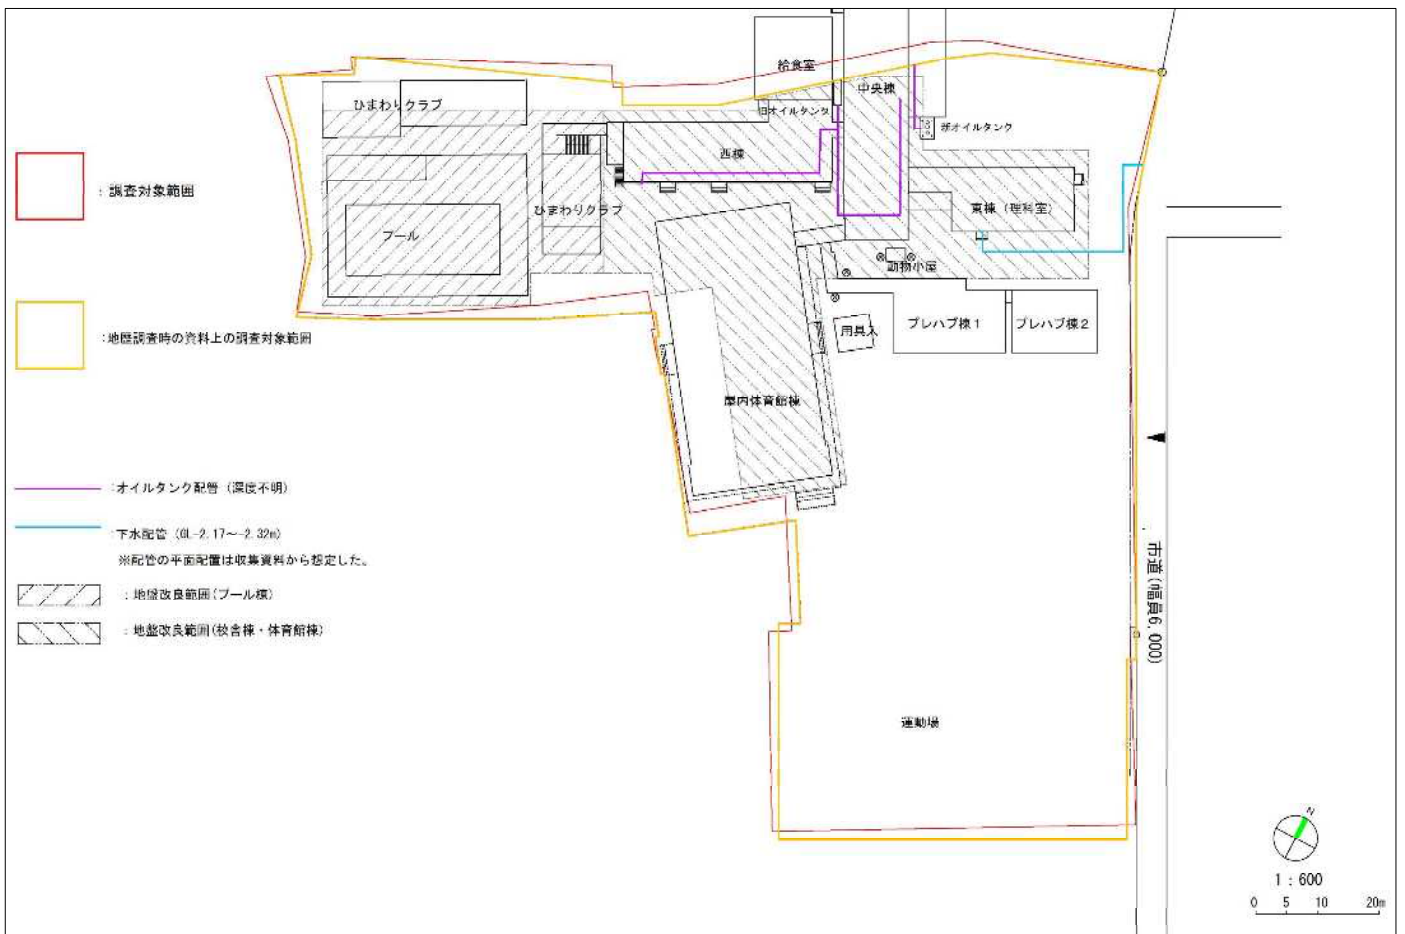 給食室
中央棟
ひまわりクラブ
旧オイルタンク
新オイルタンク
西棟
: 調査対象範囲
ひまわりクラブ
東棟（理科室）
プール
動物小屋
プレハブ棟1
プレハブ棟2
用具入
:地歴調査時の資料上の調査対象範囲
屋内体育館棟
:オイルタンク配管（深度不明）
:下水配管（GL-2.17～-2.32m）
※配管の平面配置は収集資料から想定した。
: 地盤改良範囲(プール棟)
: 地盤改良範囲(校舎棟・体育館棟)
市道(幅員6,000)
運動場
N
1：600
0 5 10 20m